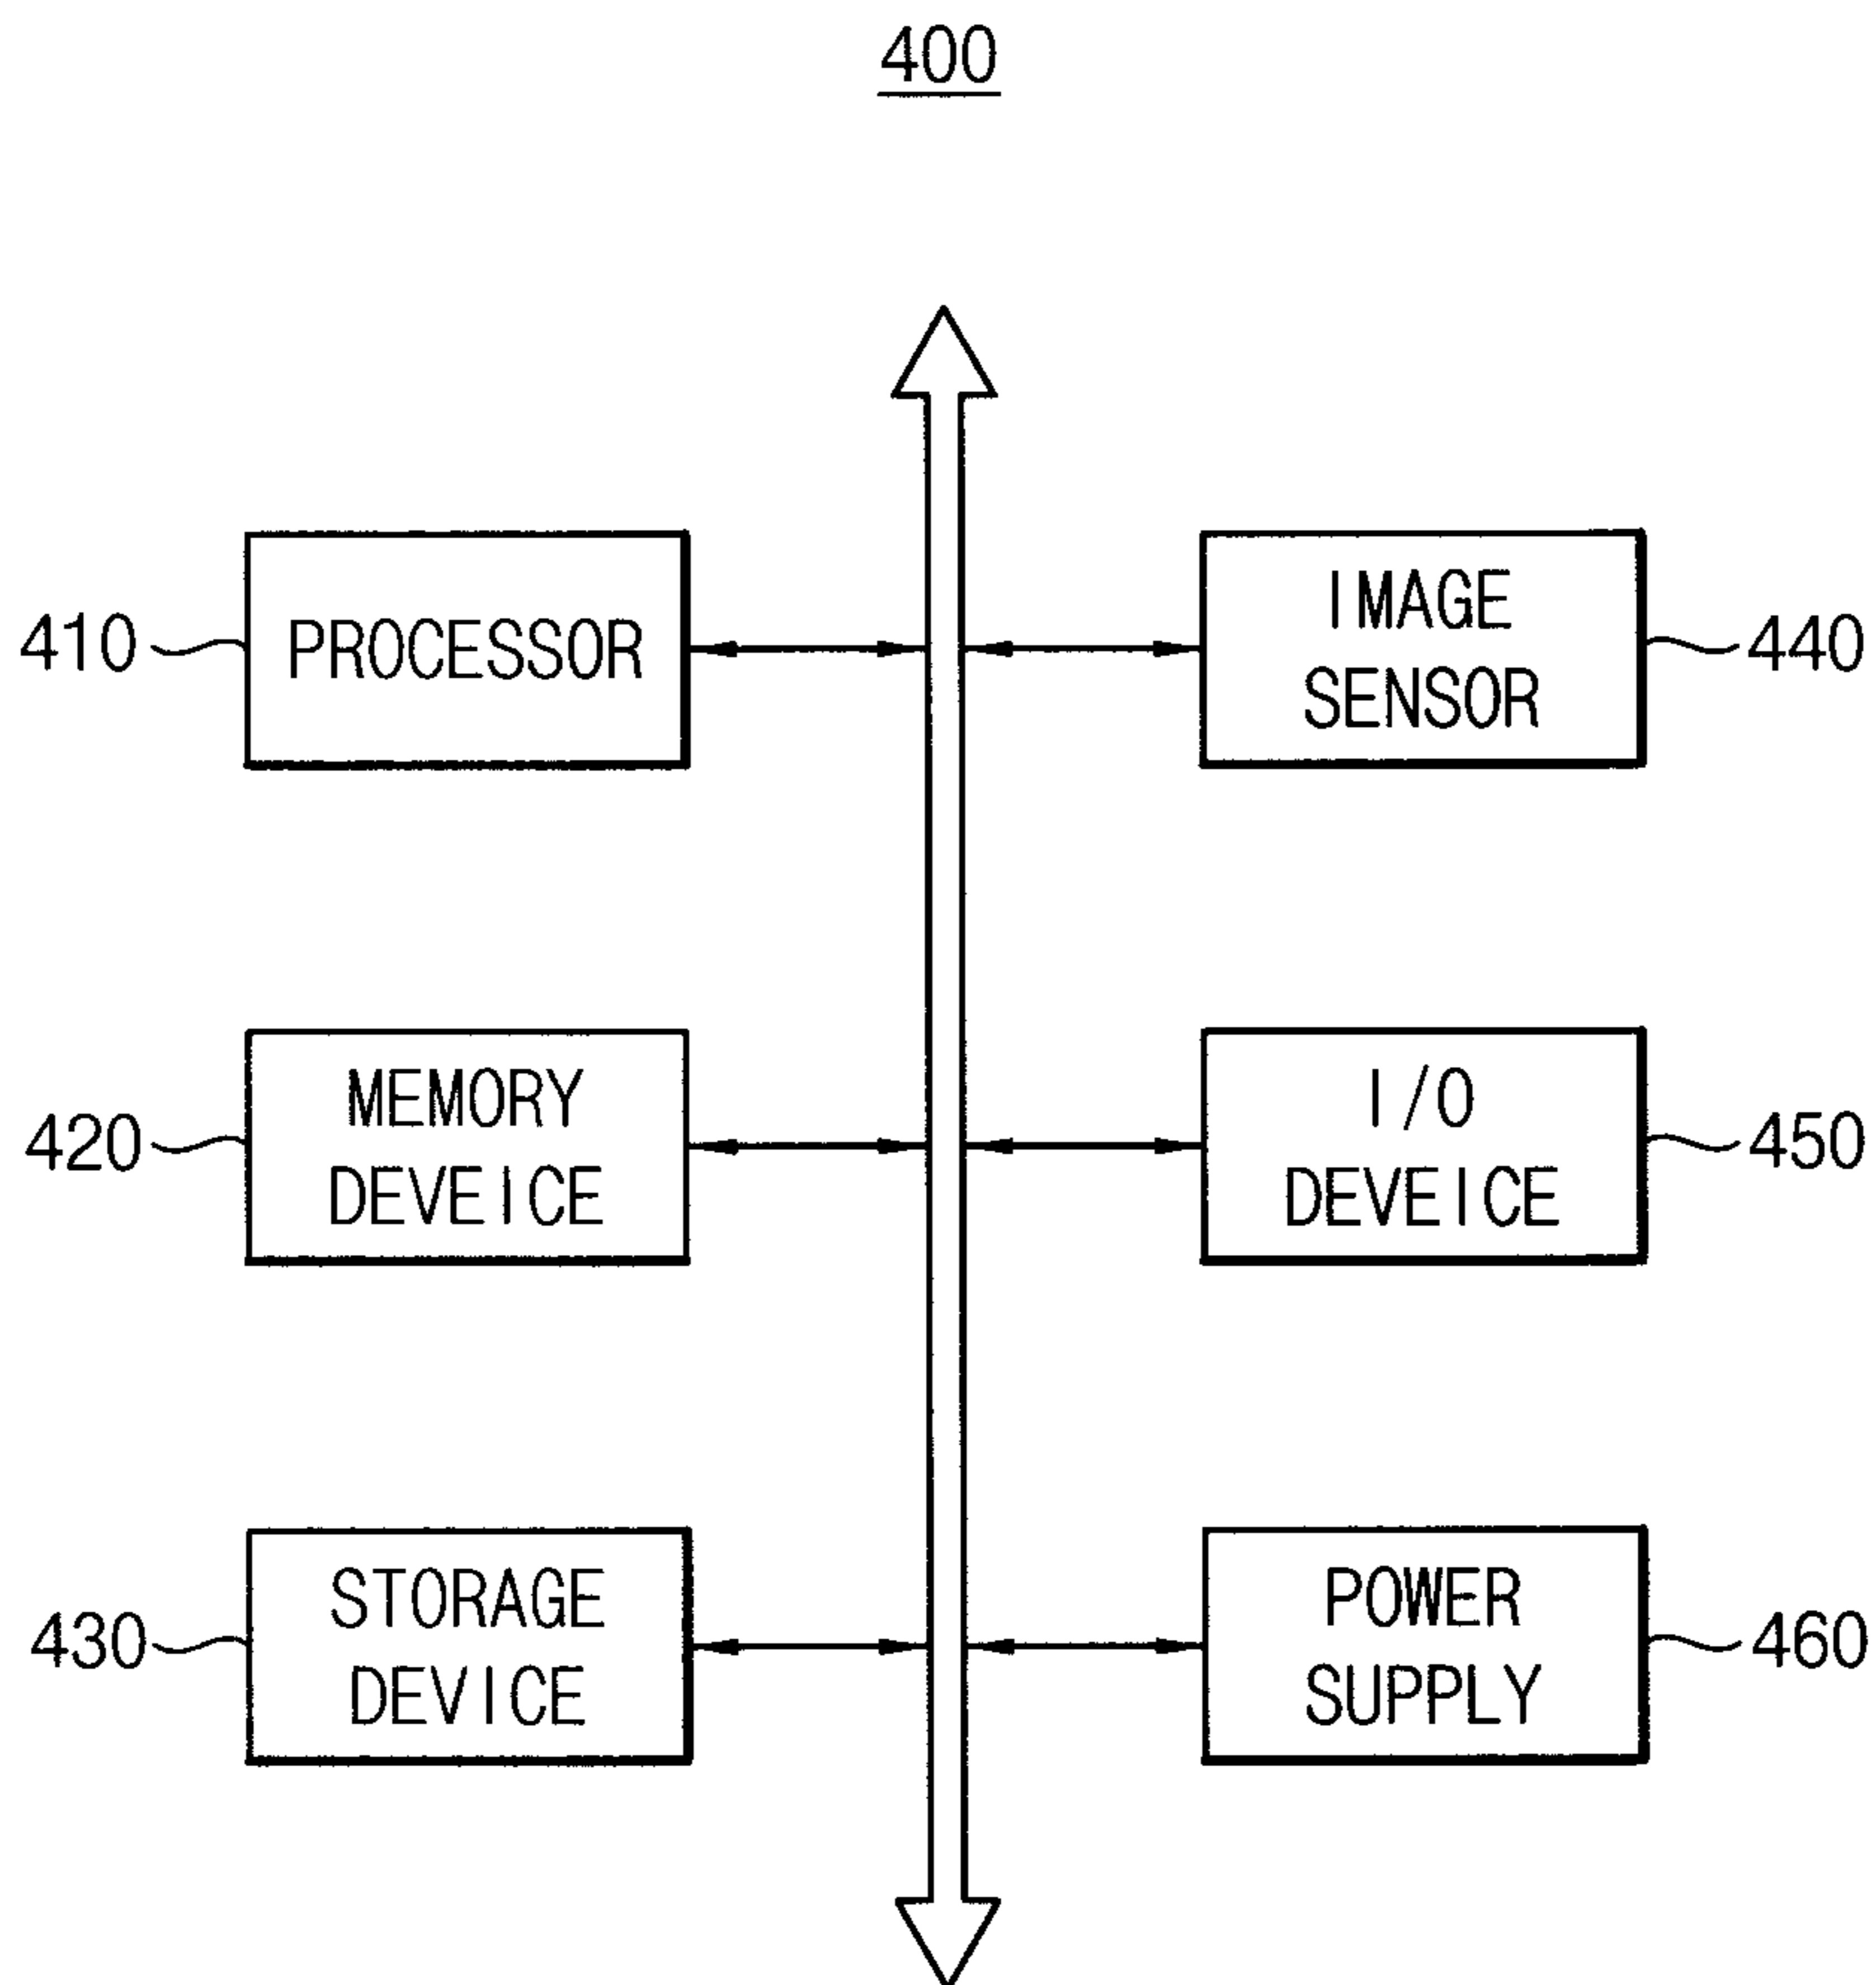 400
410
PROCESSOR
IMAGE
SENSOR
440
420
MEMORY
DEVEICE
I/O
DEVEICE
450
430
STORAGE
DEVICE
POWER
SUPPLY
460